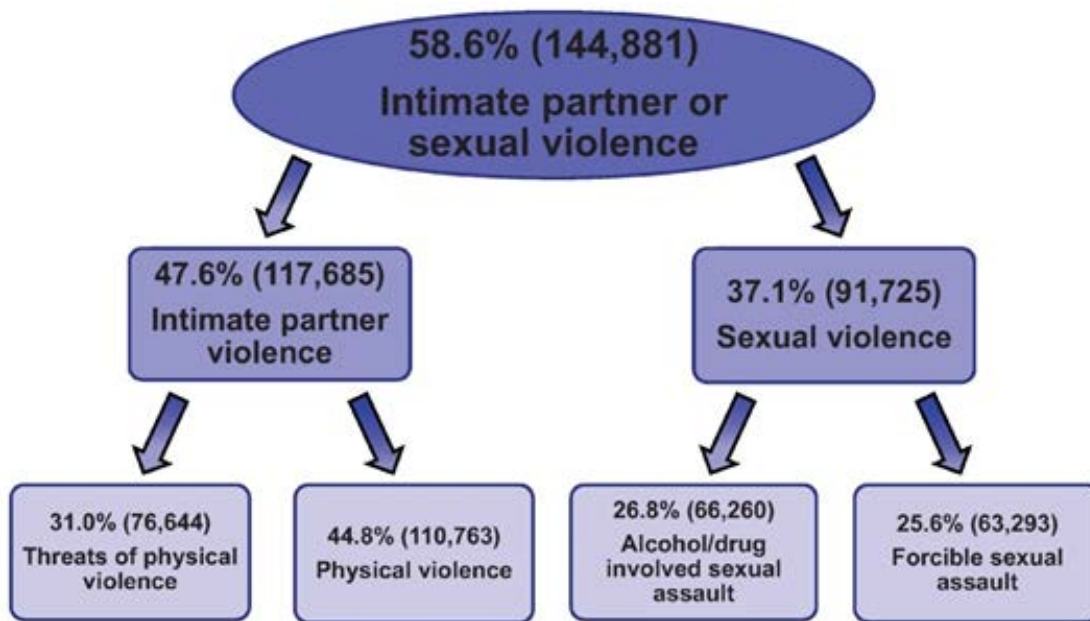 58.6% (144,881)
Intimate partner or
sexual violence
47.6% (117,685)
Intimate partner
violence
37.1% (91,725)
Sexual violence
31.0% (76,644)
Threats of physical
violence
44.8% (110,763)
Physical violence
26.8% (66,260)
Alcohol/drug
involved sexual
assault
25.6% (63,293)
Forcible sexual
assault